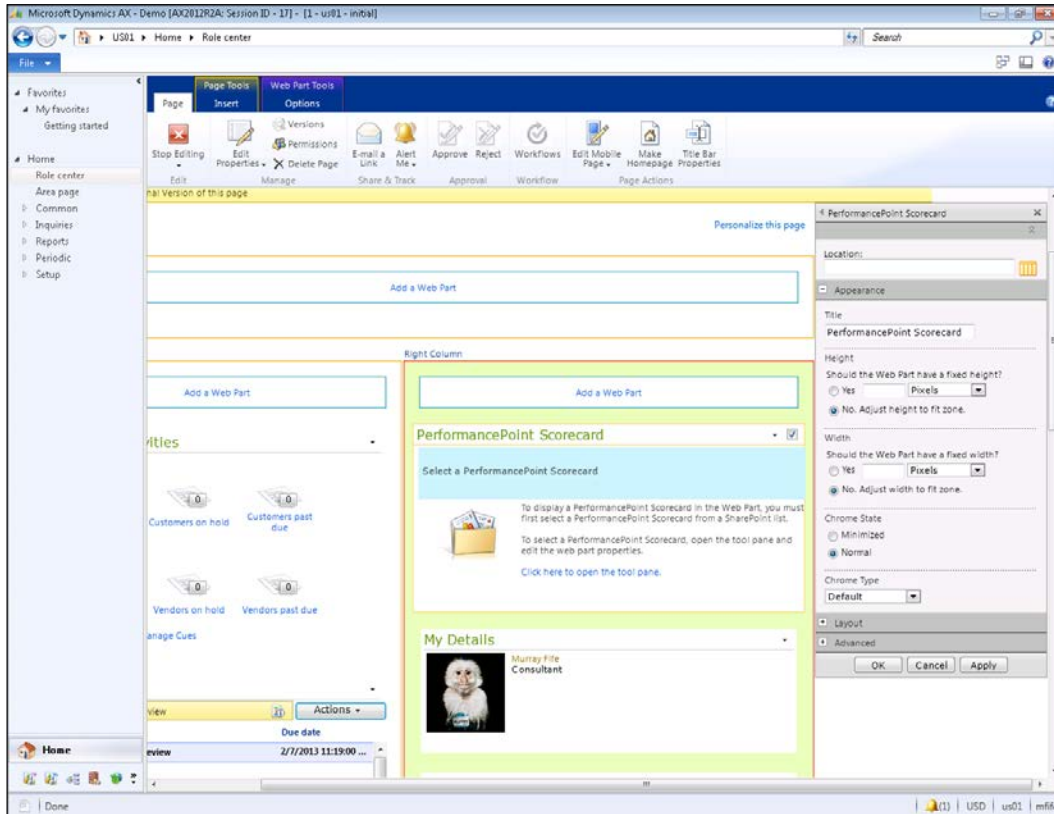 Microsoft Dynamics AX - Demo [AX2012R2A: Session ID - 17] - [1 - us01 - initial]
US01 Home Role center
Search
File
Favorites
My favorites
Getting started
Home
Role center
Area page
Common
Inquiries
Reports
Periodic
Setup
Page Tools Web Part Tools
Page Insert Options
Stop Editing
Edit
Edit Properties
Versions
Permissions
Delete Page
Manage
E-mail a Link
Alert Me
Share & Track
Approve Reject
Approval
Workflows
Workflow
Edit Mobile Page
Make Homepage
Title Bar Properties
Page Actions
nal Version of this page
Personalize this page
Add a Web Part
Right Column
Add a Web Part
Add a Web Part
vities
0
Customers on hold
0
Customers past due
0
Vendors on hold
0
Vendors past due
anage Cues
view
Actions
Due date
eview 2/7/2013 11:19:00 ...
PerformancePoint Scorecard
Select a PerformancePoint Scorecard
To display a PerformancePoint Scorecard in the Web Part, you must
first select a PerformancePoint Scorecard from a SharePoint list.
To select a PerformancePoint Scorecard, open the tool pane and
edit the web part properties.
Click here to open the tool pane.
My Details
Murray Fife
Consultant
PerformancePoint Scorecard
Location:
Appearance
Title
PerformancePoint Scorecard
Height
Should the Web Part have a fixed height?
Yes Pixels
No. Adjust height to fit zone.
Width
Should the Web Part have a fixed width?
Yes Pixels
No. Adjust width to fit zone.
Chrome State
Minimized
Normal
Chrome Type
Default
Layout
Advanced
OK Cancel Apply
Home
Done
(1) USD us01 mfif